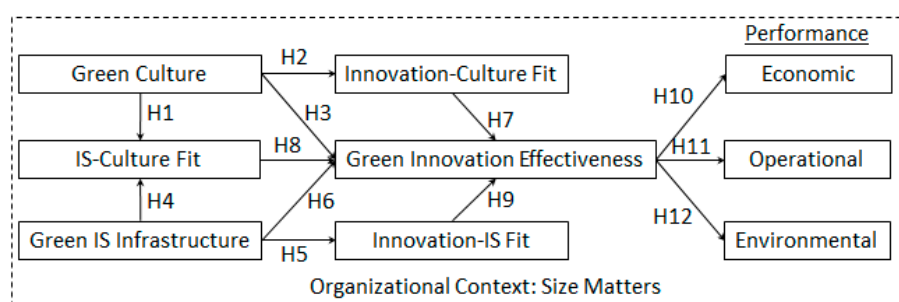 Performance
Green Culture
H2
Innovation-Culture Fit
Economic
H1
H3
H7
H10
IS-Culture Fit
H8
Green Innovation Effectiveness
H11
Operational
H4
H6
H9
H12
Green IS Infrastructure
H5
Innovation-IS Fit
Environmental
Organizational Context: Size Matters